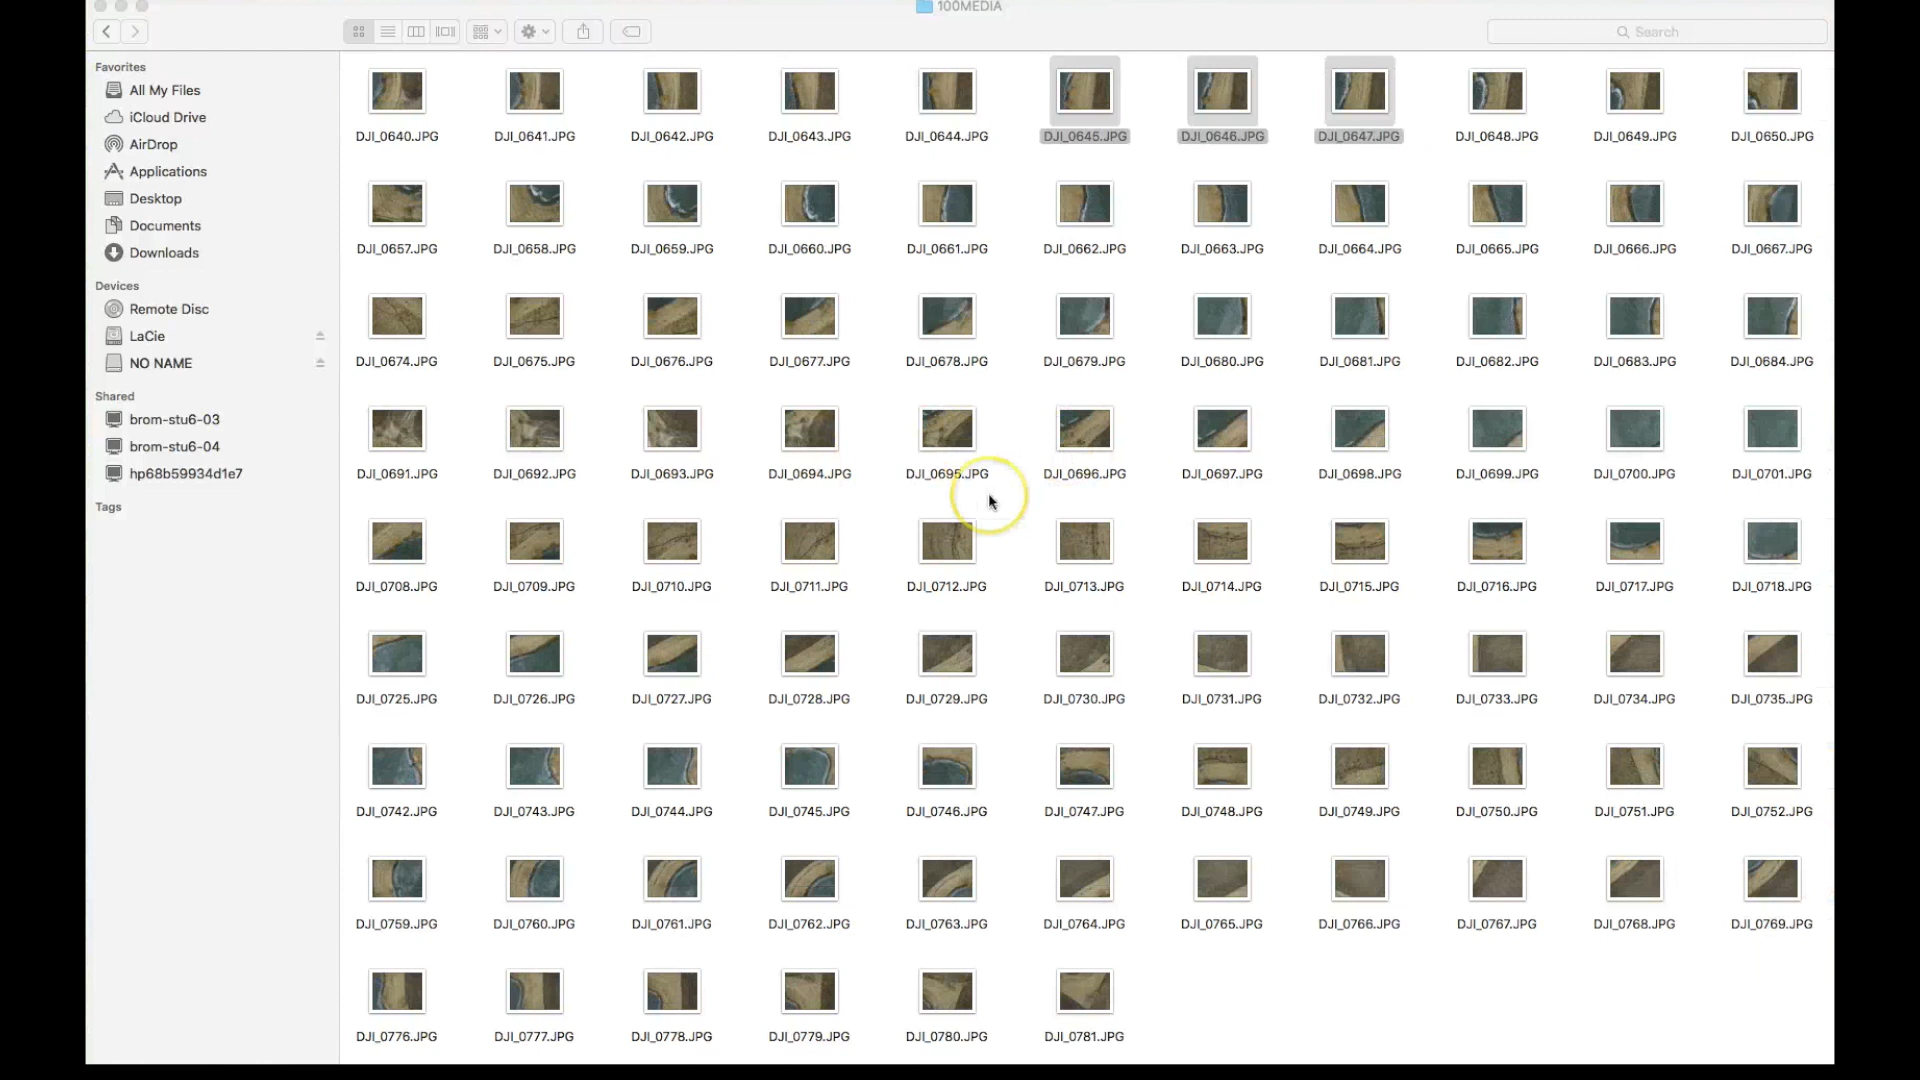 100MEDIA
Search
Favorites
All My Files
iCloud Drive
AirDrop
Applications
Desktop
Documents
Downloads
Devices
Remote Disc
LaCie
NO NAME
Shared
brom-stu6-03
brom-stu6-04
hp68b59934d1e7
Tags
DJI_0640.JPG DJI_0641.JPG DJI_0642.JPG DJI_0643.JPG DJI_0644.JPG DJI_0645.JPG DJI_0646.JPG DJI_0647.JPG DJI_0648.JPG DJI_0649.JPG DJI_0650.JPG
DJI_0657.JPG DJI_0658.JPG DJI_0659.JPG DJI_0660.JPG DJI_0661.JPG DJI_0662.JPG DJI_0663.JPG DJI_0664.JPG DJI_0665.JPG DJI_0666.JPG DJI_0667.JPG
DJI_0674.JPG DJI_0675.JPG DJI_0676.JPG DJI_0677.JPG DJI_0678.JPG DJI_0679.JPG DJI_0680.JPG DJI_0681.JPG DJI_0682.JPG DJI_0683.JPG DJI_0684.JPG
DJI_0691.JPG DJI_0692.JPG DJI_0693.JPG DJI_0694.JPG DJI_0695.JPG DJI_0696.JPG DJI_0697.JPG DJI_0698.JPG DJI_0699.JPG DJI_0700.JPG DJI_0701.JPG
DJI_0708.JPG DJI_0709.JPG DJI_0710.JPG DJI_0711.JPG DJI_0712.JPG DJI_0713.JPG DJI_0714.JPG DJI_0715.JPG DJI_0716.JPG DJI_0717.JPG DJI_0718.JPG
DJI_0725.JPG DJI_0726.JPG DJI_0727.JPG DJI_0728.JPG DJI_0729.JPG DJI_0730.JPG DJI_0731.JPG DJI_0732.JPG DJI_0733.JPG DJI_0734.JPG DJI_0735.JPG
DJI_0742.JPG DJI_0743.JPG DJI_0744.JPG DJI_0745.JPG DJI_0746.JPG DJI_0747.JPG DJI_0748.JPG DJI_0749.JPG DJI_0750.JPG DJI_0751.JPG DJI_0752.JPG
DJI_0759.JPG DJI_0760.JPG DJI_0761.JPG DJI_0762.JPG DJI_0763.JPG DJI_0764.JPG DJI_0765.JPG DJI_0766.JPG DJI_0767.JPG DJI_0768.JPG DJI_0769.JPG
DJI_0776.JPG DJI_0777.JPG DJI_0778.JPG DJI_0779.JPG DJI_0780.JPG DJI_0781.JPG